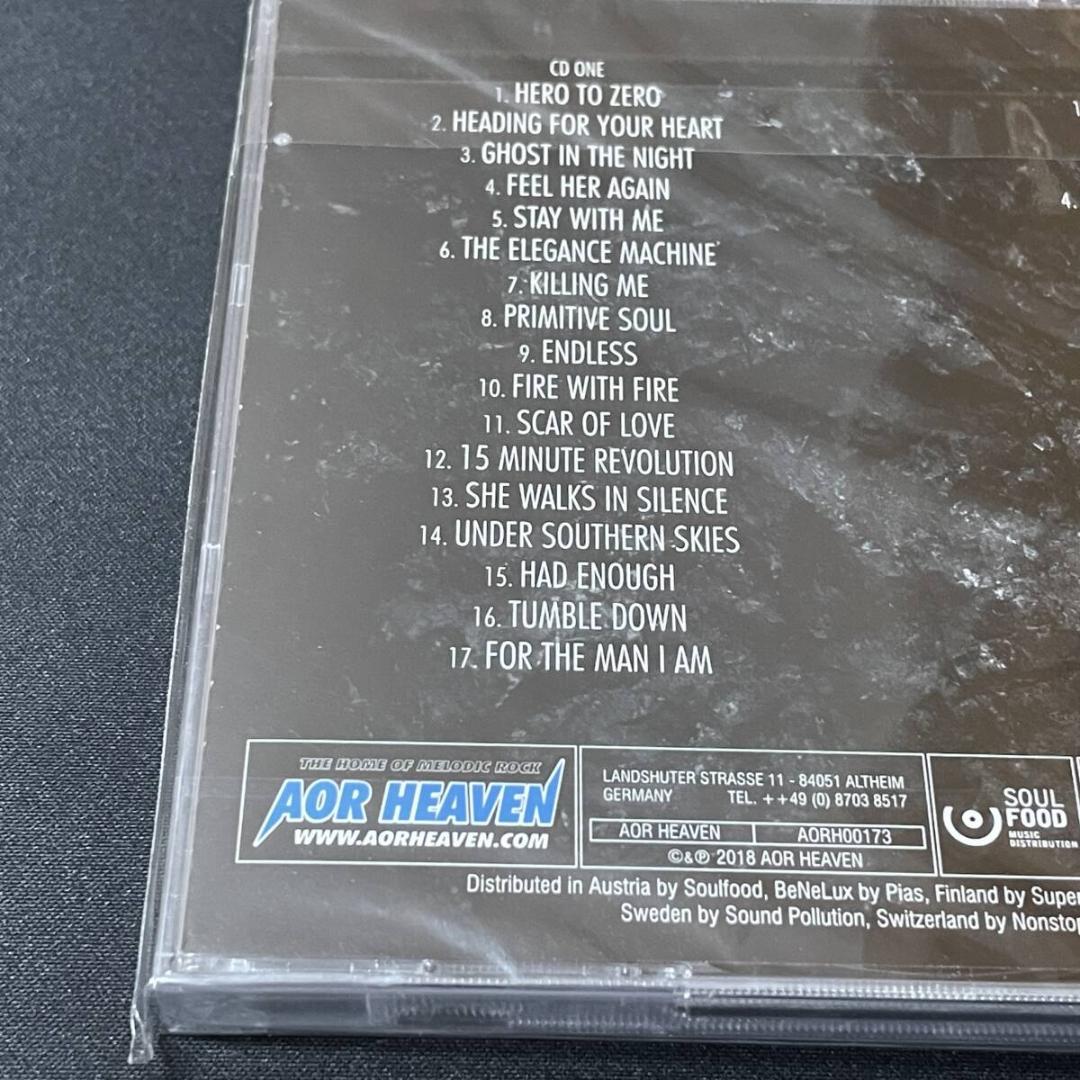 CD ONE
1. HERO TO ZERO
2. HEADING FOR YOUR HEART
3. GHOST IN THE NIGHT
4. FEEL HER AGAIN
5. STAY WITH ME
6. THE ELEGANCE MACHINE
7. KILLING ME
8. PRIMITIVE SOUL
9. ENDLESS
10. FIRE WITH FIRE
11. SCAR OF LOVE
12. 15 MINUTE REVOLUTION
13. SHE WALKS IN SILENCE
14. UNDER SOUTHERN SKIES
15. HAD ENOUGH
16. TUMBLE DOWN
17. FOR THE MAN I AM
4.
THE HOME OF MELODIC ROCK
AOR HEAVEN
WWW.AORHEAVEN.COM
LANDSHUTER STRASSE 11 - 84051 ALTHEIM
GERMANY TEL. ++49 (0) 8703 8517
AOR HEAVEN AORH00173
©&℗ 2018 AOR HEAVEN
SOUL
FOOD
MUSIC
DISTRIBUTION
Distributed in Austria by Soulfood, BeNeLux by Pias, Finland by Super
Sweden by Sound Pollution, Switzerland by Nonstop